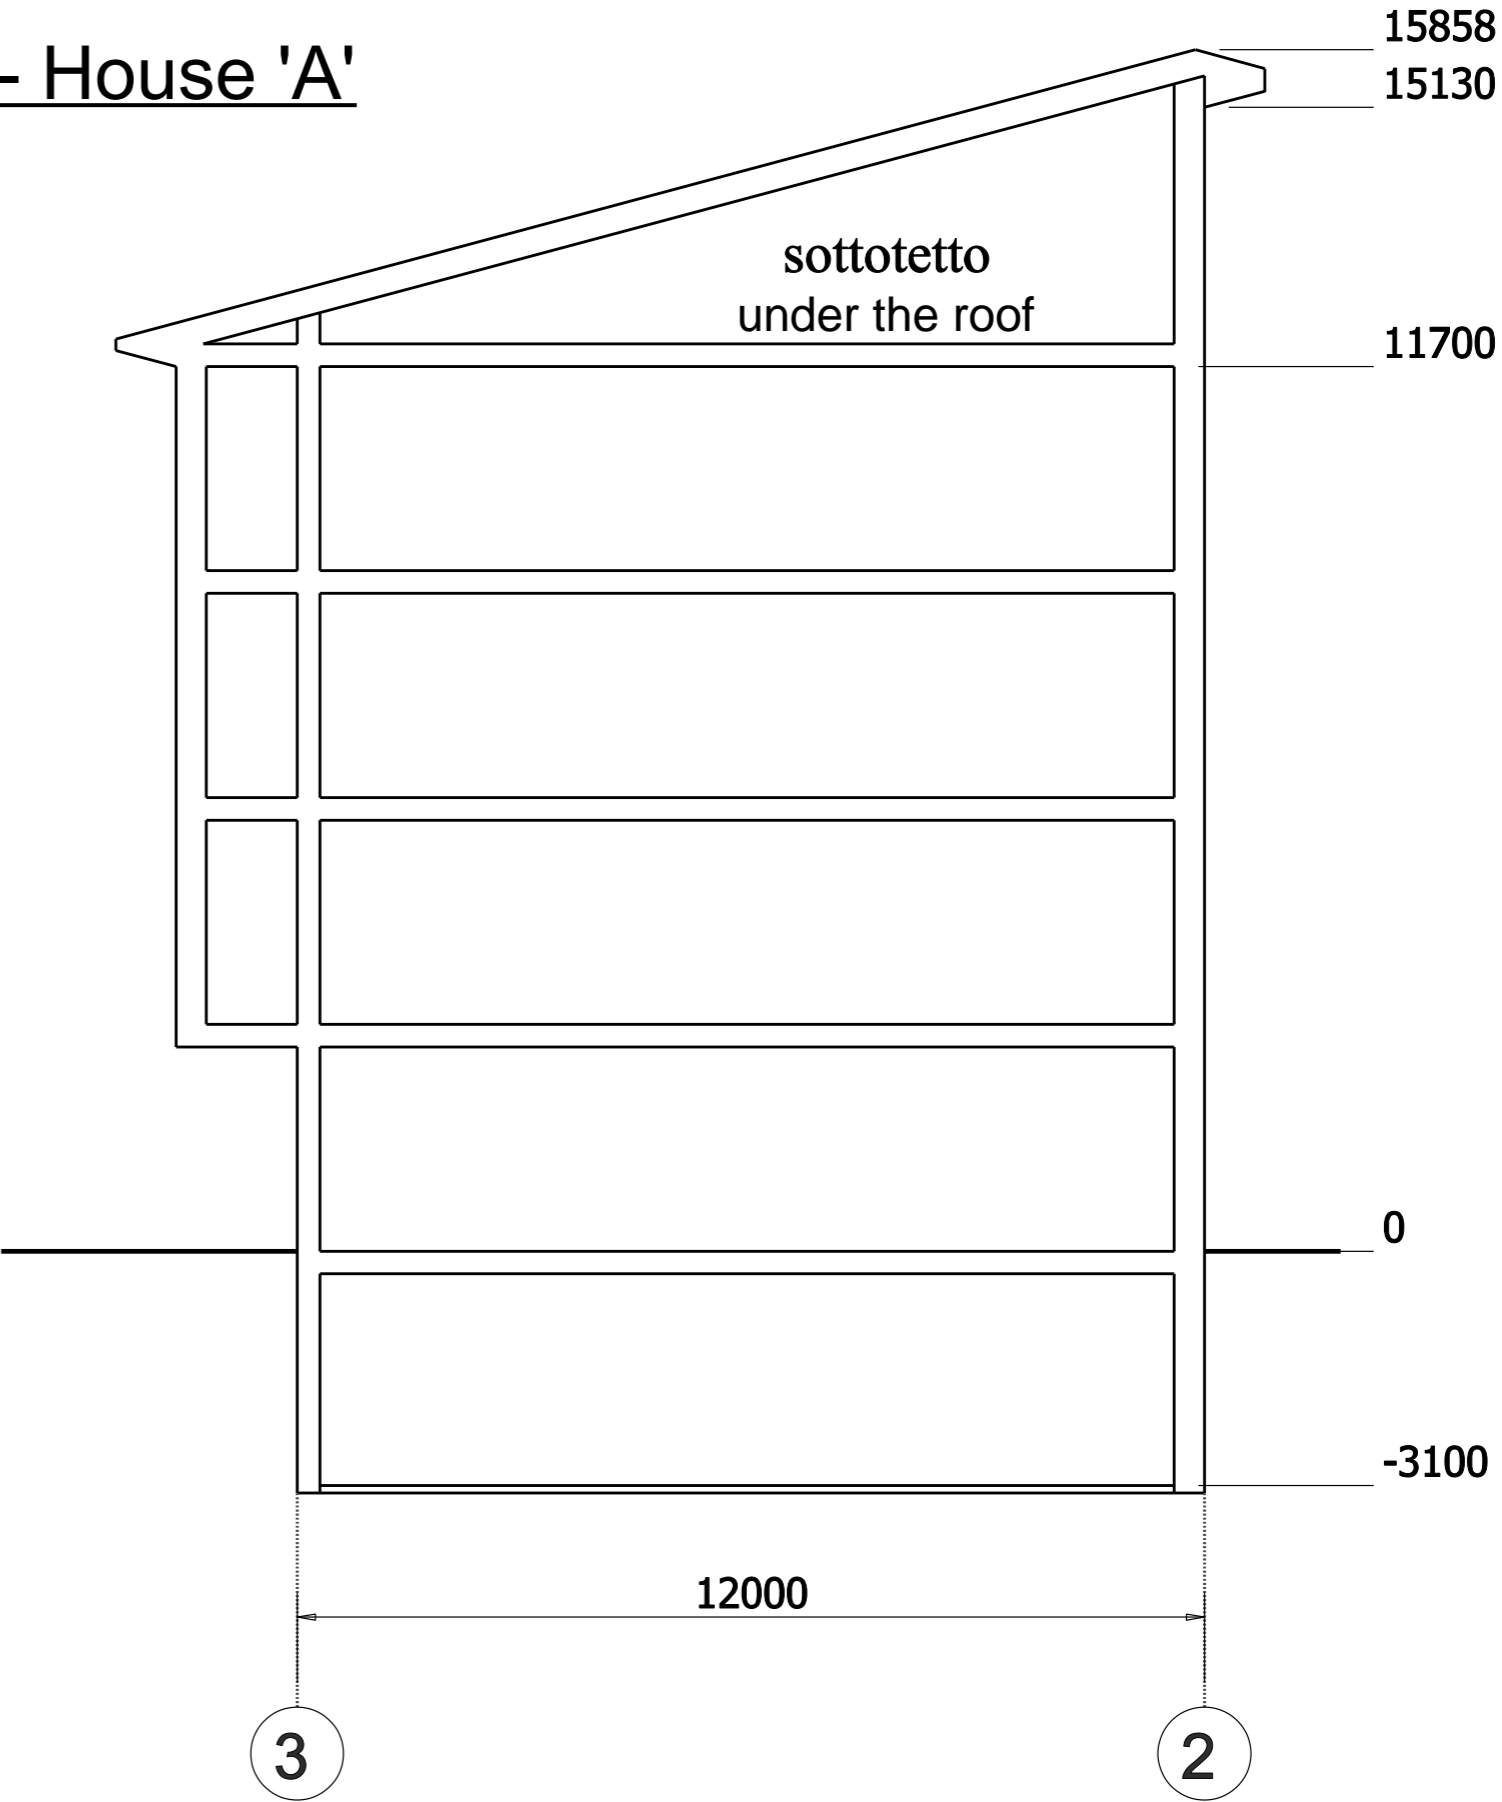 - House 'A'
15858
15130
sottotetto
under the roof
11700
0
-3100
12000
3
2